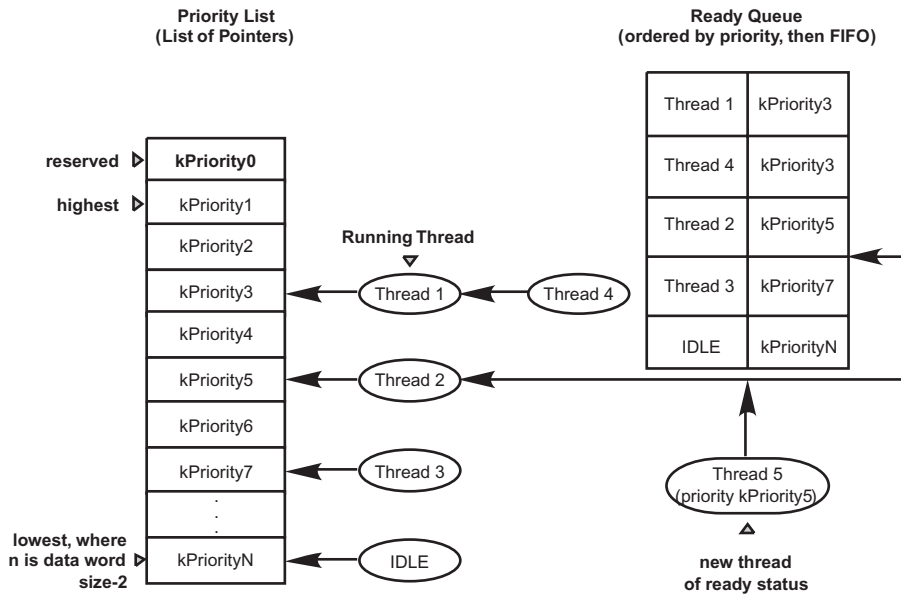 Priority List
(List of Pointers)
Ready Queue
(ordered by priority, then FIFO)
Thread 1 kPriority3
Thread 4 kPriority3
Thread 2 kPriority5
Thread 3 kPriority7
IDLE kPriorityN
reserved kPriority0
highest kPriority1
kPriority2
Running Thread
kPriority3 Thread 1 Thread 4
kPriority4
kPriority5 Thread 2
kPriority6
kPriority7 Thread 3
.
.
.
lowest, where
n is data word
size-2
kPriorityN IDLE
Thread 5
(priority kPriority5)
new thread
of ready status